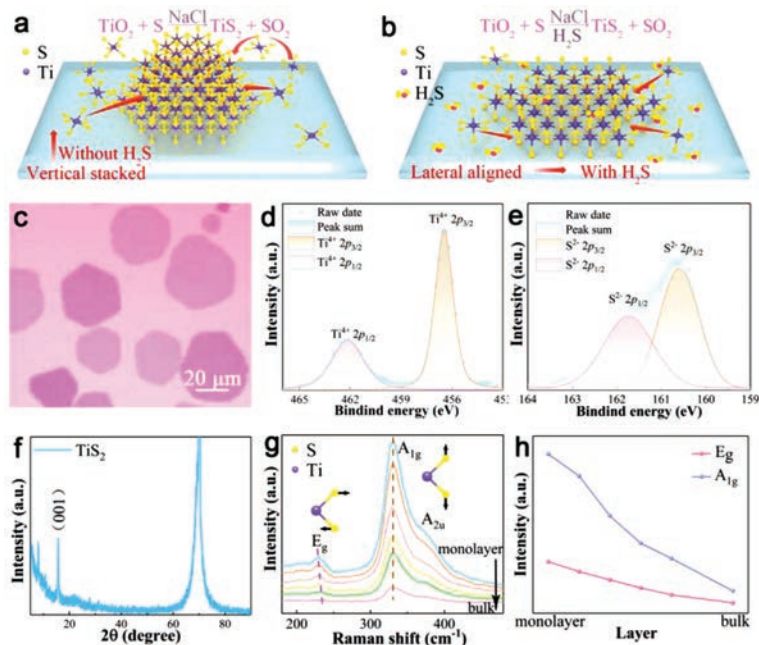 a
TiO2 + S NaCl TiS2 + SO2
S
Ti
Without H2S
Vertical stacked
b
TiO2 + S NaCl H2S TiS2 + SO2
S
Ti
H2S
Lateral aligned → With H2S
c
20 μm
d
Raw date
Peak sum
Ti4+ 2p3/2
Ti4+ 2p1/2
Ti4+ 2p3/2
Ti4+ 2p1/2
Intensity (a.u.)
465 462 459 456 453
Bindind energy (eV)
e
Raw date
Peak sum
S2- 2p3/2
S2- 2p1/2
S2- 2p3/2
S2- 2p1/2
Intensity (a.u.)
164 163 162 161 160 159
Bindind energy (eV)
f
TiS2
(001)
Intensity (a.u.)
20 40 60 80
2θ (degree)
g
S
Ti
A1g
A2u
Eg
monolayer
bulk
Intensity (a.u.)
200 300 400
Raman shift (cm-1)
h
Eg
A1g
Intensity (a.u.)
monolayer bulk
Layer